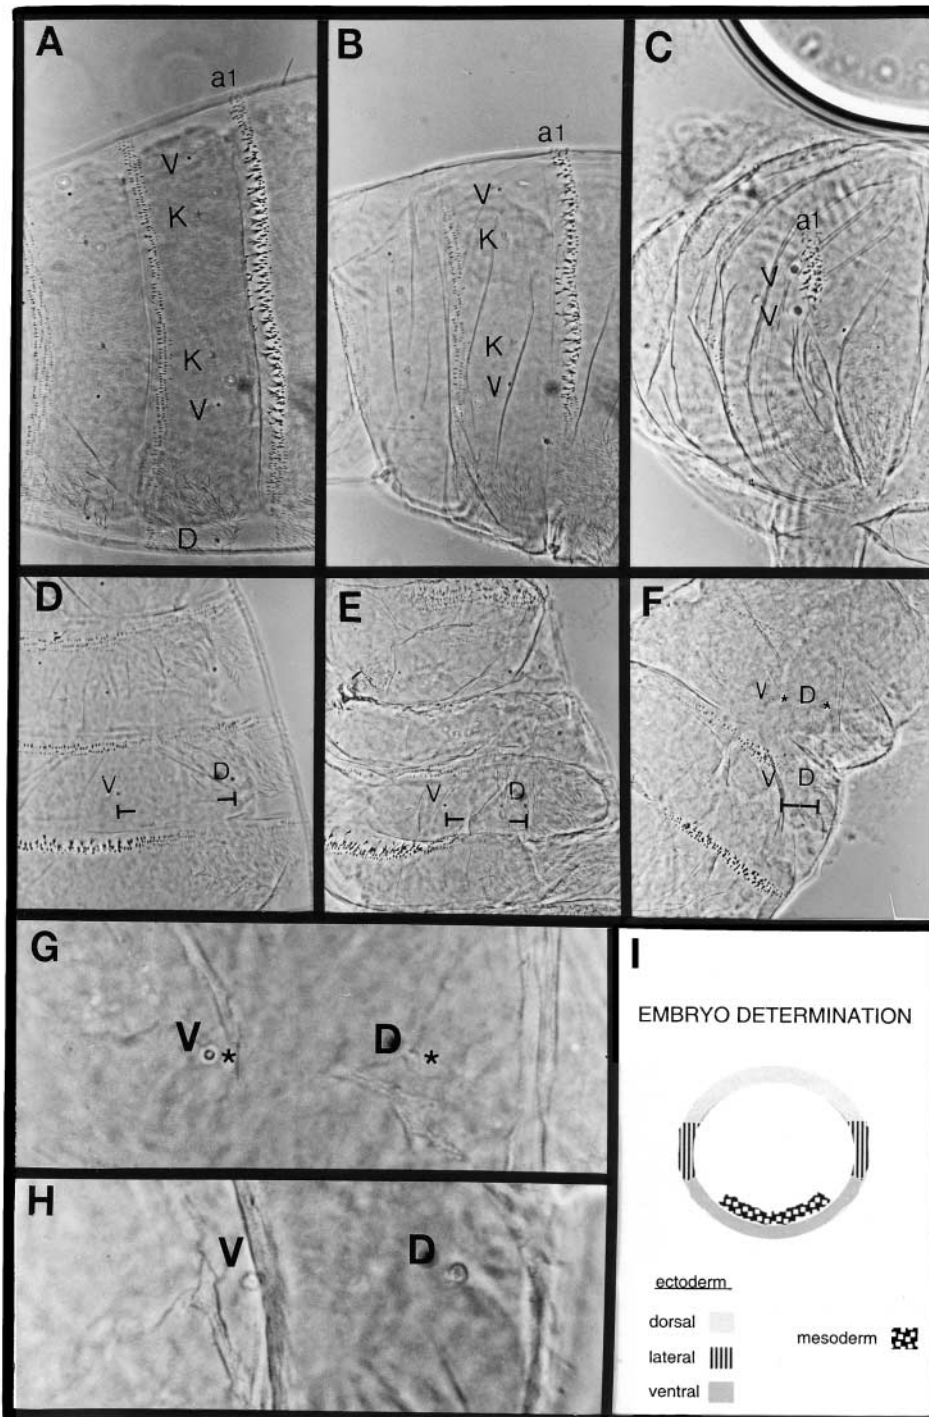 A
a1
V
K
K
V
D
B
a1
V
K
K
V
C
a1
V
V
D
V
D
E
V
D
F
V * D *
V D
G
V * D *
H
V D
I
EMBRYO DETERMINATION
ectoderm
dorsal
lateral
ventral
mesoderm